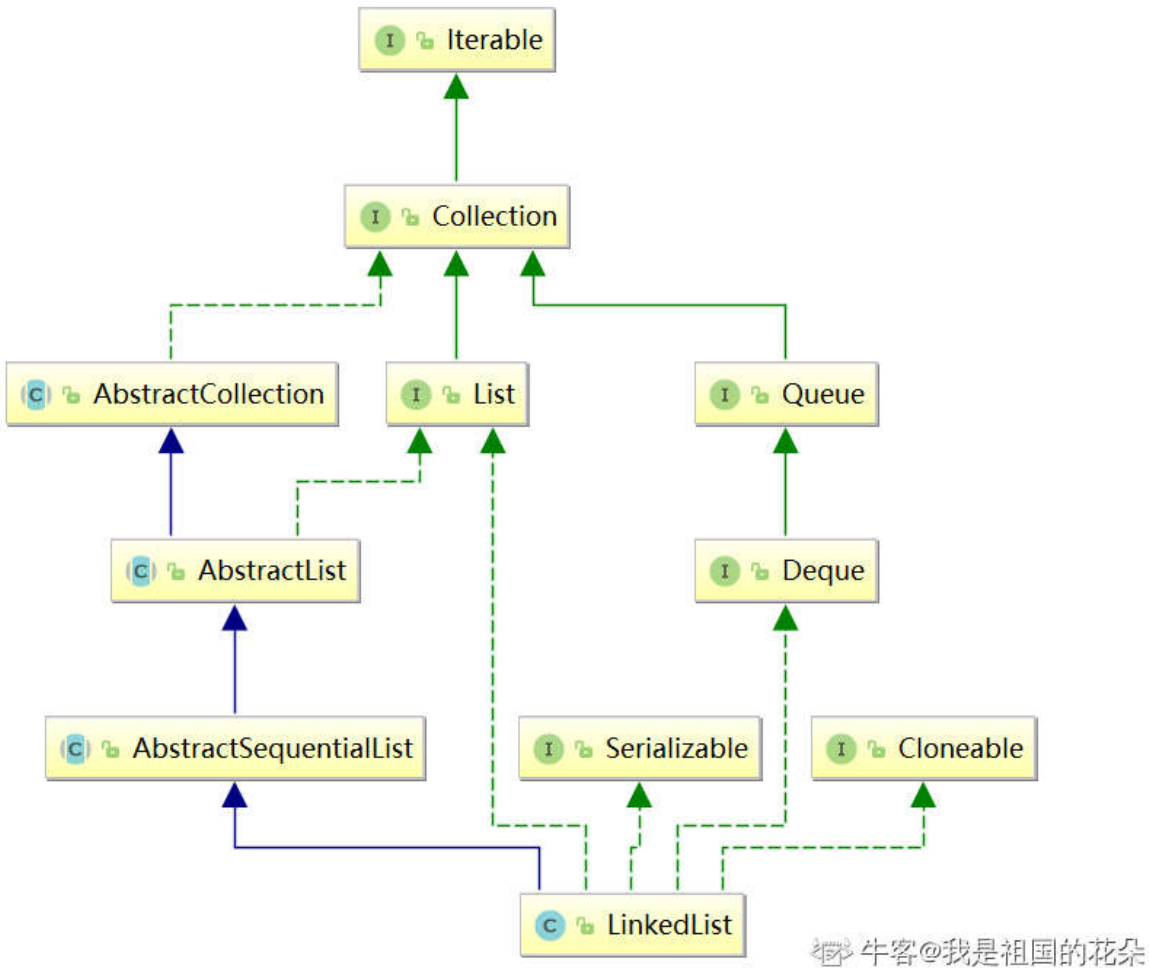 I Iterable
I Collection
C AbstractCollection
I List
I Queue
C AbstractList
I Deque
C AbstractSequentialList
I Serializable
I Cloneable
C LinkedList
牛客@我是祖国的花朵